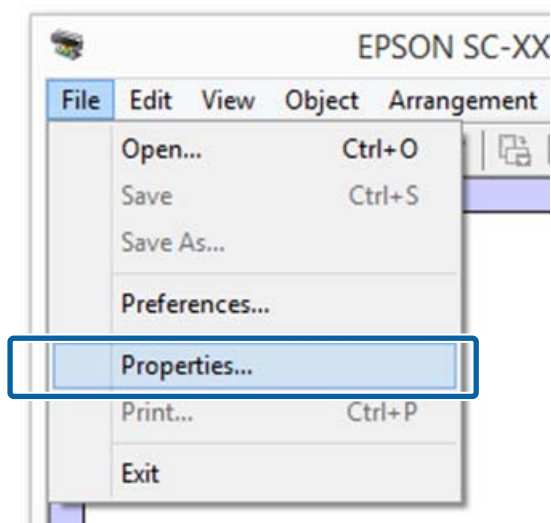 EPSON SC-XX
File Edit View Object Arrangement
Open... Ctrl+O
Save Ctrl+S
Save As...
Preferences...
Properties...
Print... Ctrl+P
Exit